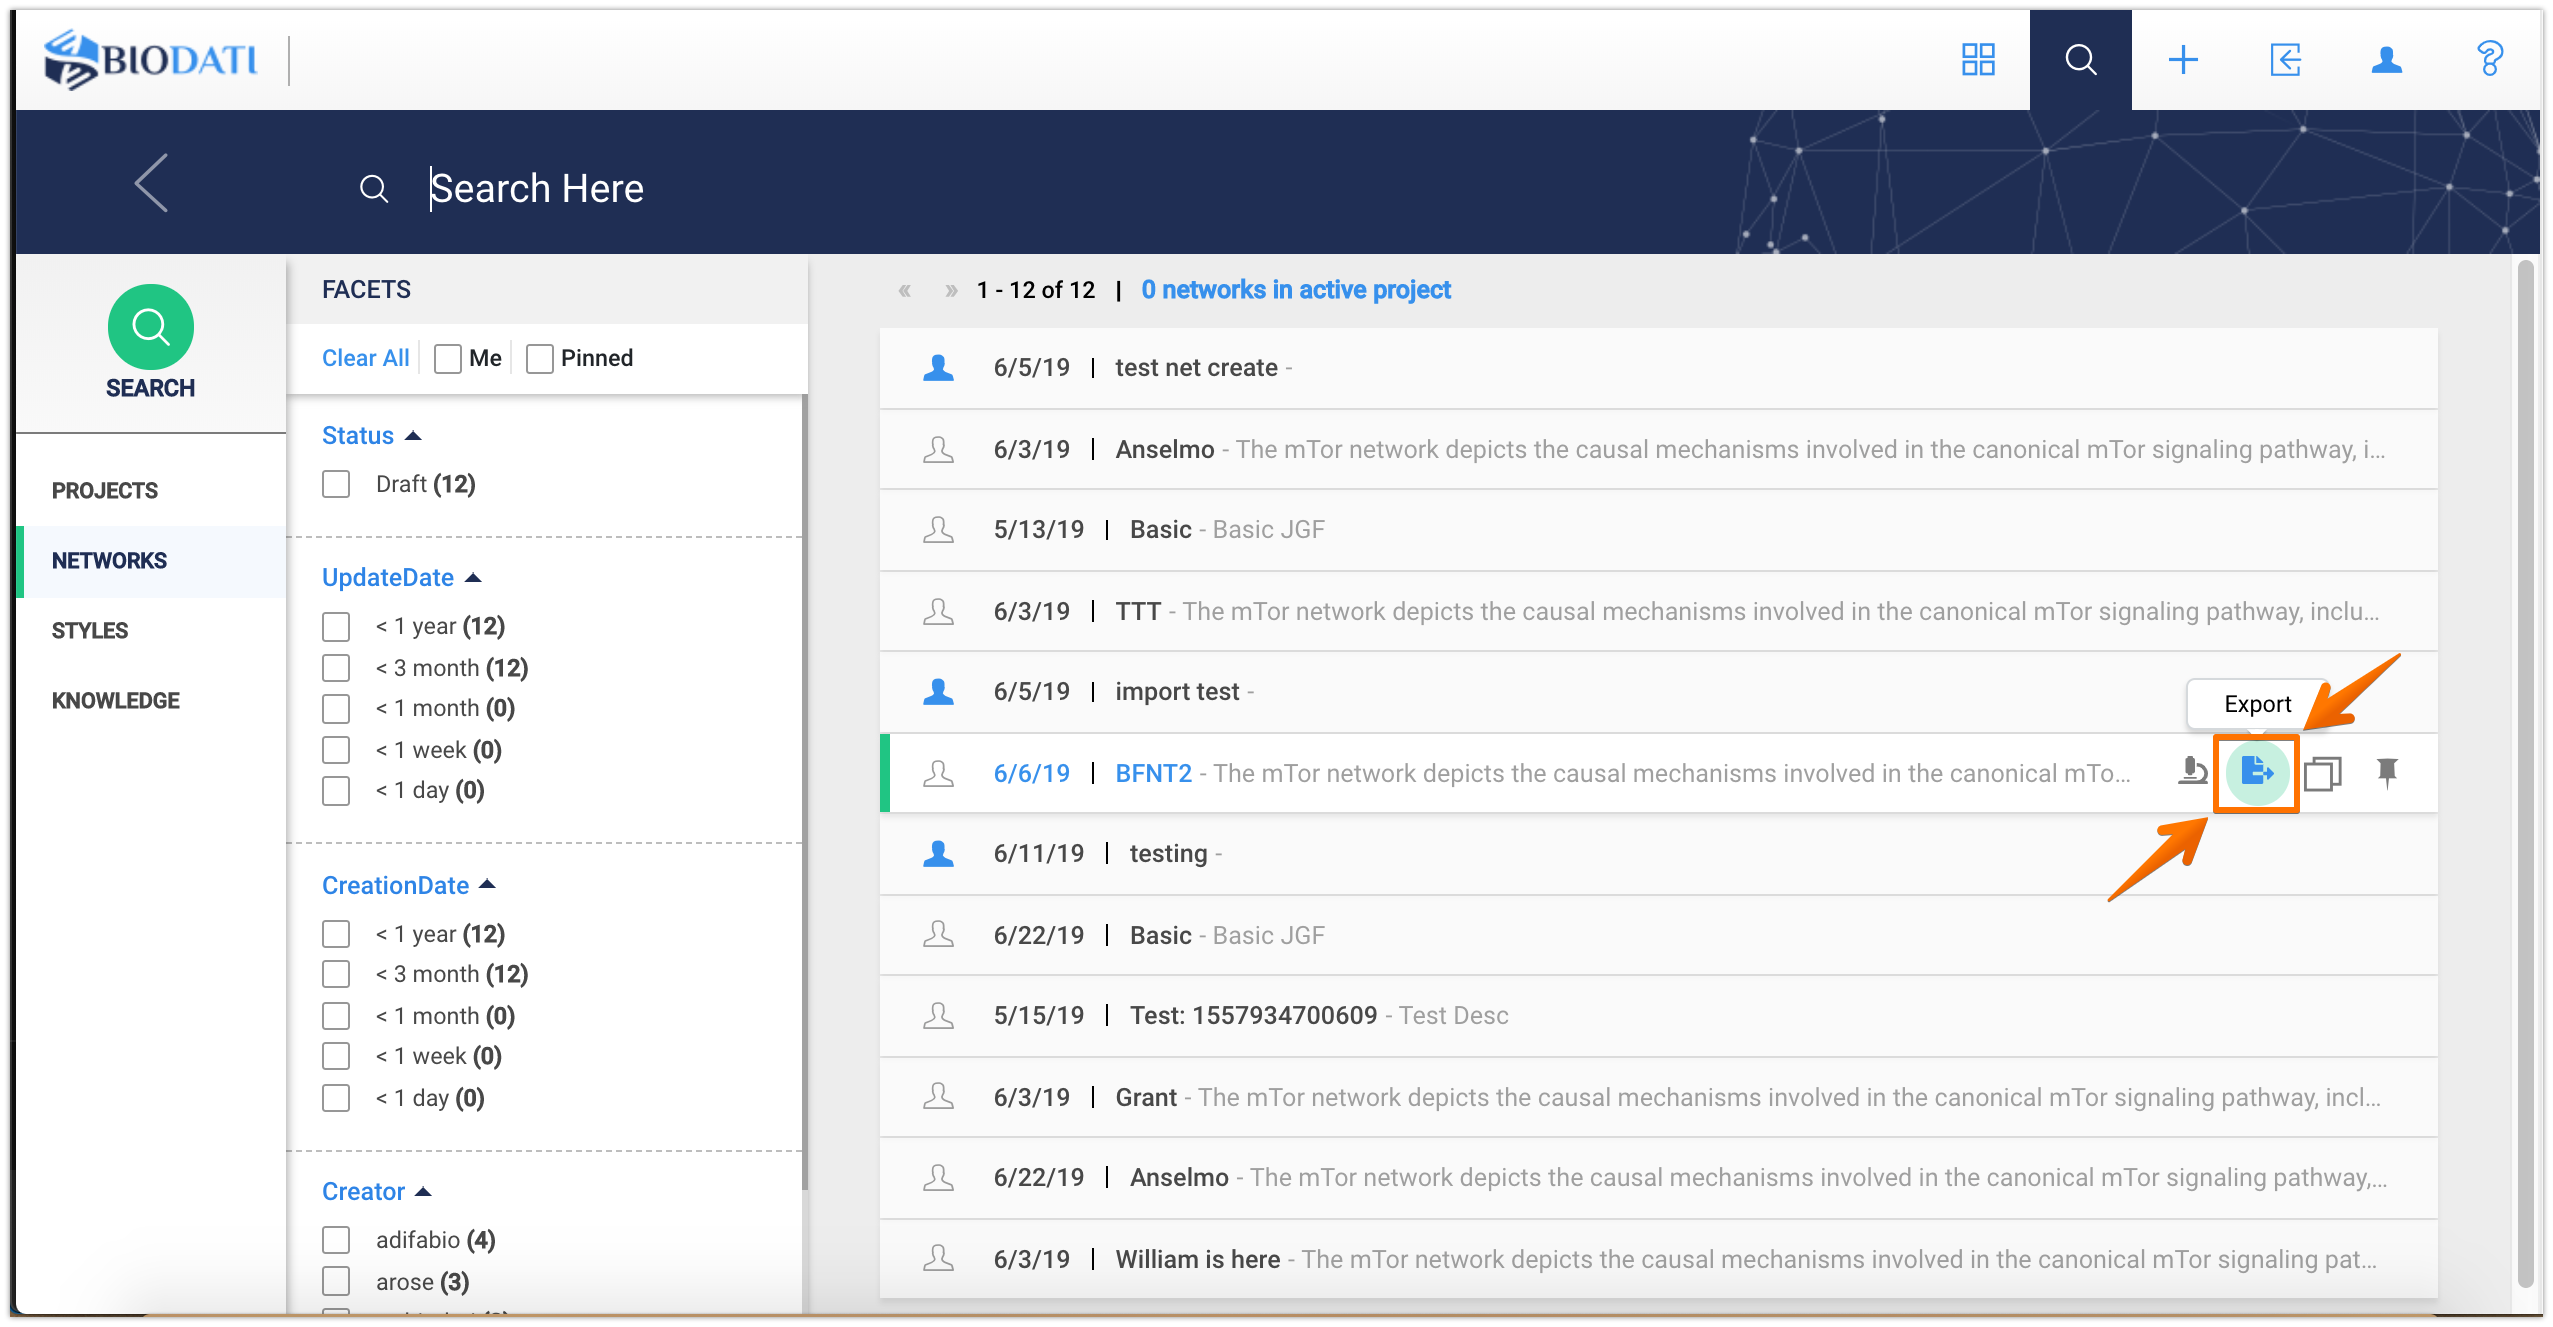 BIODATI
Search Here
SEARCH
PROJECTS
NETWORKS
STYLES
KNOWLEDGE
FACETS
Clear All Me Pinned
Status
Draft (12)
UpdateDate
< 1 year (12)
< 3 month (12)
< 1 month (0)
< 1 week (0)
< 1 day (0)
CreationDate
< 1 year (12)
< 3 month (12)
< 1 month (0)
< 1 week (0)
< 1 day (0)
Creator
adifabio (4)
arose (3)
« » 1 - 12 of 12 | 0 networks in active project
6/5/19 | test net create -
6/3/19 | Anselmo - The mTor network depicts the causal mechanisms involved in the canonical mTor signaling pathway, i...
5/13/19 | Basic - Basic JGF
6/3/19 | TTT - The mTor network depicts the causal mechanisms involved in the canonical mTor signaling pathway, inclu...
6/5/19 | import test -
Export
6/6/19 | BFNT2 - The mTor network depicts the causal mechanisms involved in the canonical mTo...
6/11/19 | testing -
6/22/19 | Basic - Basic JGF
5/15/19 | Test: 1557934700609 - Test Desc
6/3/19 | Grant - The mTor network depicts the causal mechanisms involved in the canonical mTor signaling pathway, incl...
6/22/19 | Anselmo - The mTor network depicts the causal mechanisms involved in the canonical mTor signaling pathway,...
6/3/19 | William is here - The mTor network depicts the causal mechanisms involved in the canonical mTor signaling pat...